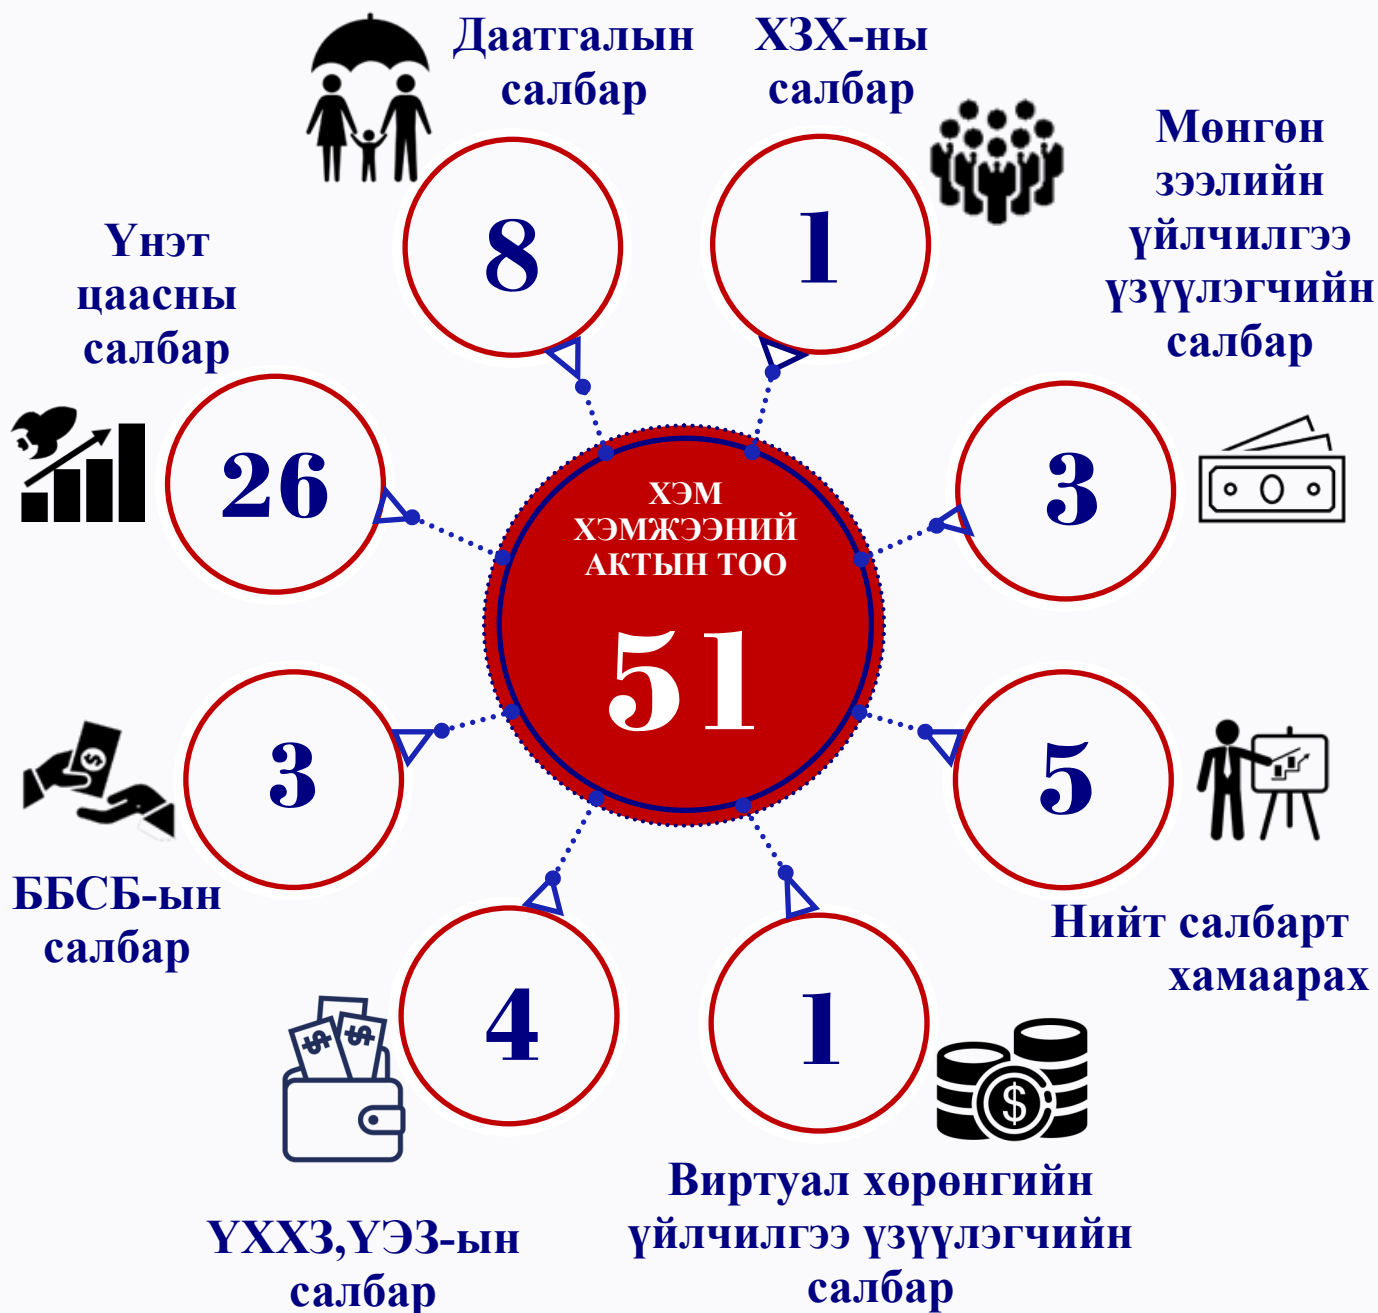 Даатгалын
салбар
8
ХЗХ-ны
салбар
1
Мөнгөн
зээлийн
үйлчилгээ
үзүүлэгчийн
салбар
3
Үнэт
цаасны
салбар
26
ХЭМ
ХЭМЖЭЭНИЙ
АКТЫН ТОО
51
3
ББСБ-ын
салбар
5
Нийт салбарт
хамаарах
4
ҮХХЗ,ҮЭЗ-ын
салбар
1
Виртуал хөрөнгийн
үйлчилгээ үзүүлэгчийн
салбар